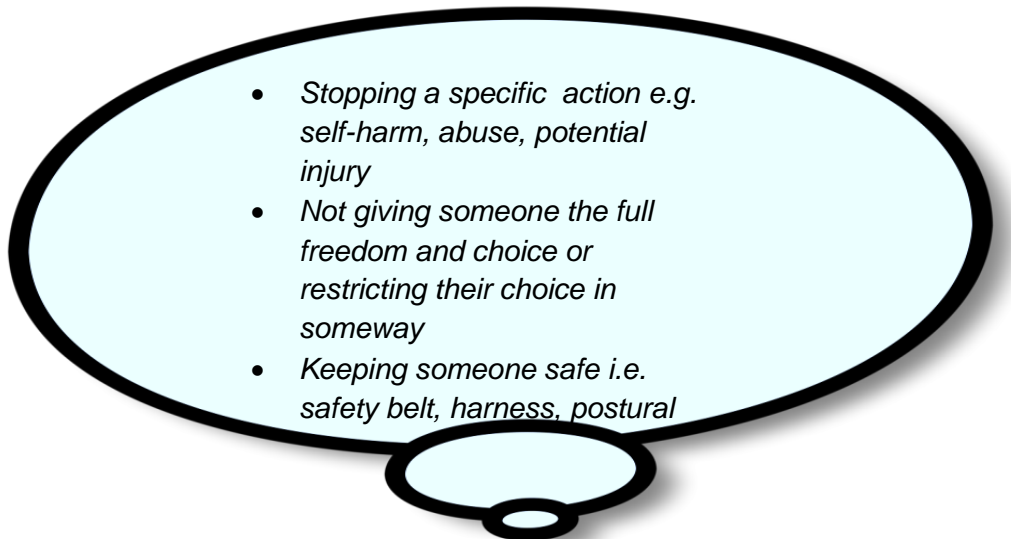 • Stopping a specific action e.g.
self-harm, abuse, potential
injury
• Not giving someone the full
freedom and choice or
restricting their choice in
someway
• Keeping someone safe i.e.
safety belt, harness, postural